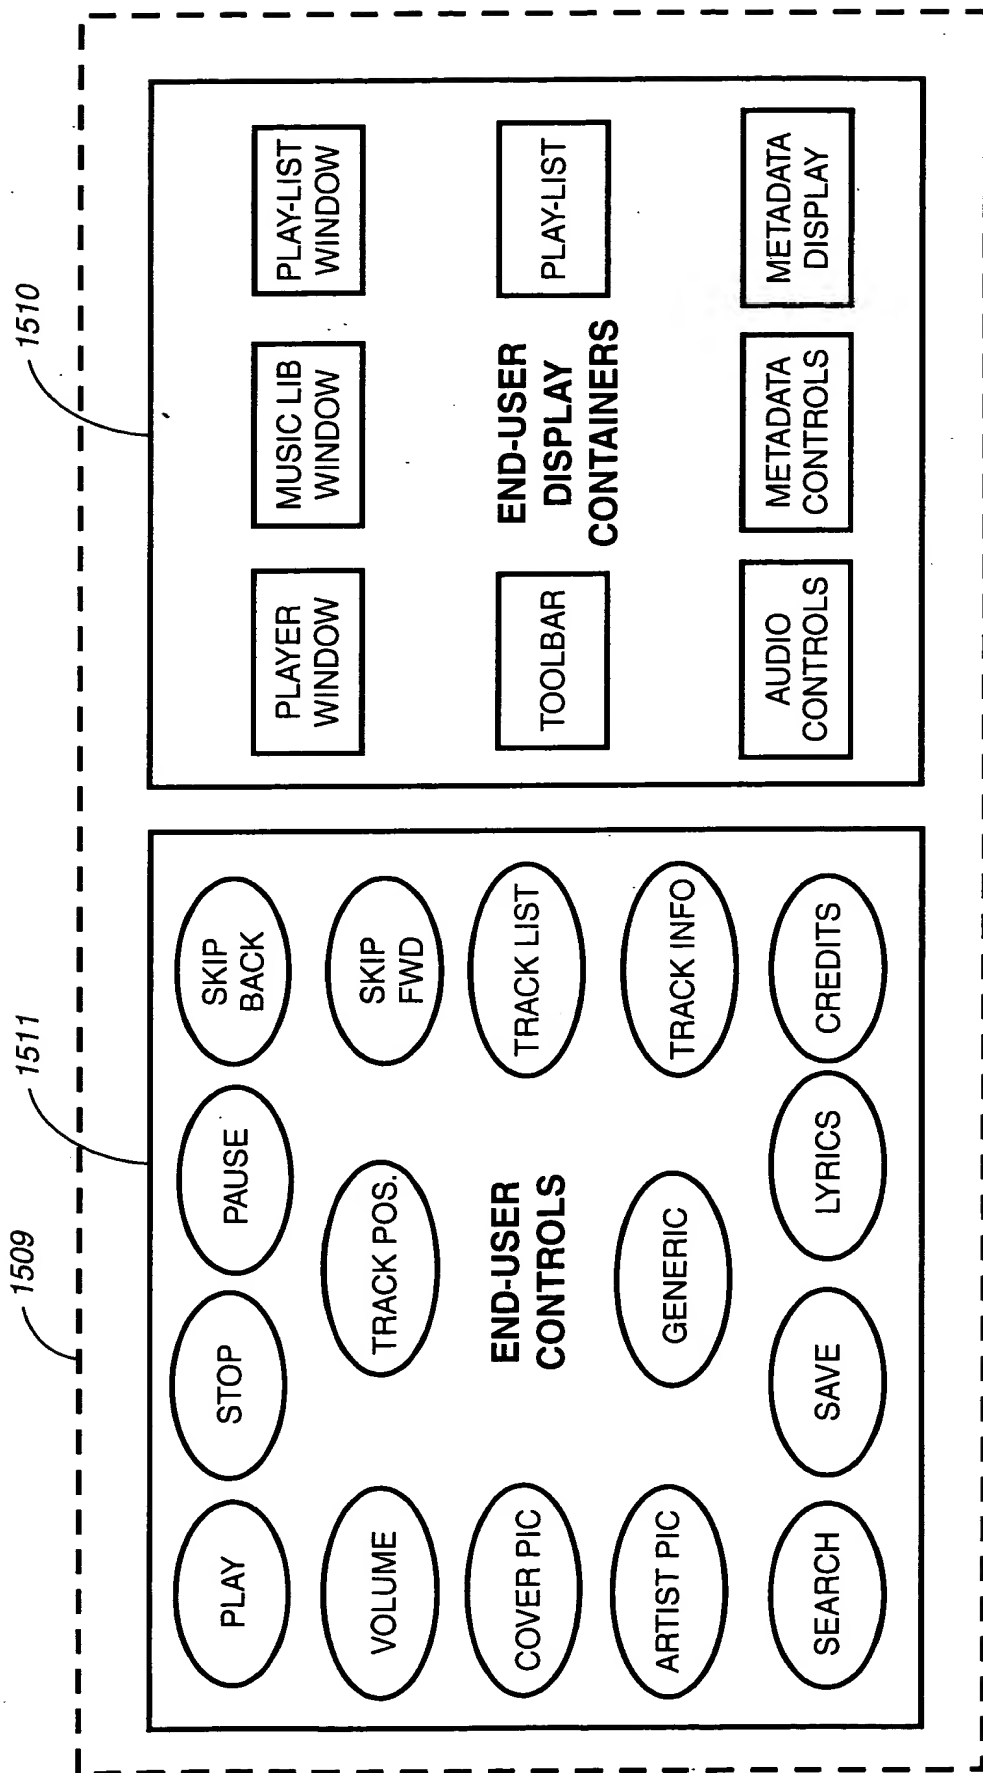 1509
1511
1510
PLAY
STOP
PAUSE
SKIP
BACK
VOLUME
TRACK POS.
SKIP
FWD
COVER PIC
END-USER
CONTROLS
TRACK LIST
ARTIST PIC
GENERIC
TRACK INFO
SEARCH
SAVE
LYRICS
CREDITS
PLAYER
WINDOW
MUSIC LIB
WINDOW
PLAY-LIST
WINDOW
TOOLBAR
END-USER
DISPLAY
CONTAINERS
PLAY-LIST
AUDIO
CONTROLS
METADATA
CONTROLS
METADATA
DISPLAY